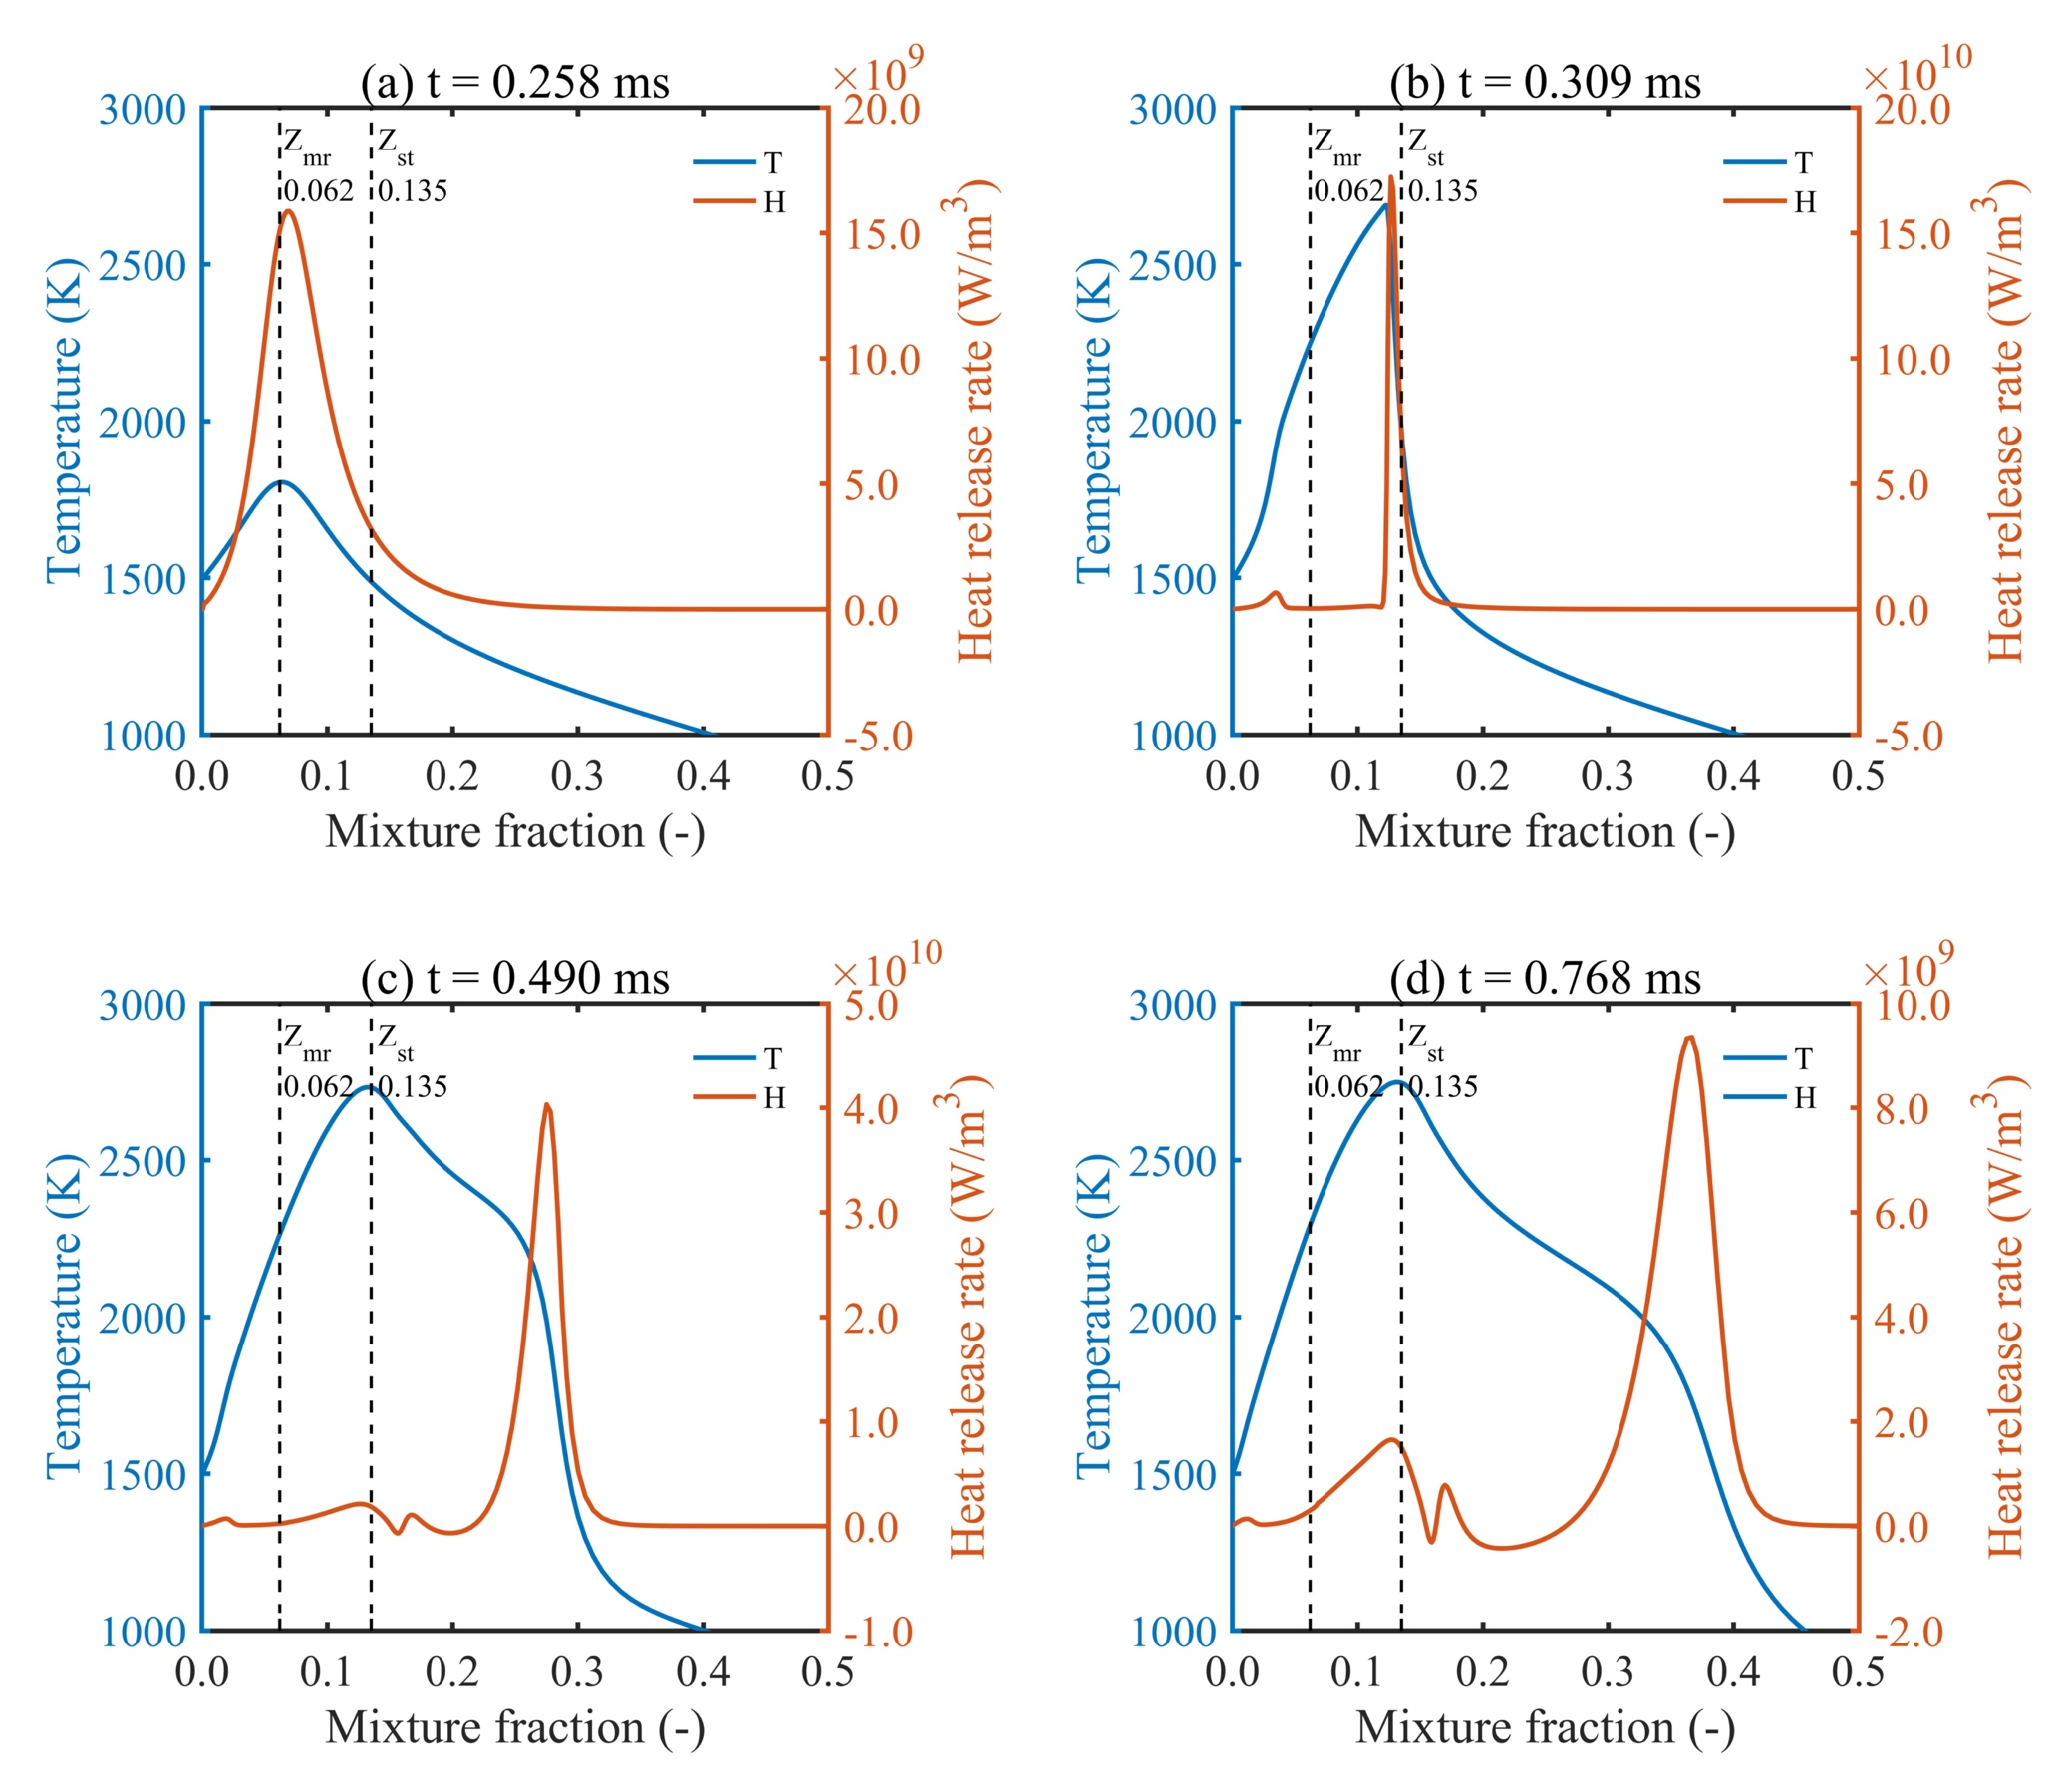 (a) t = 0.258 ms
×10^9
3000
2500
2000
1500
1000
Temperature (K)
Z_mr
0.062
Z_st
0.135
T
H
20.0
15.0
10.0
5.0
0.0
-5.0
Heat release rate (W/m^3)
0.0 0.1 0.2 0.3 0.4 0.5
Mixture fraction (-)
(b) t = 0.309 ms
×10^10
3000
2500
2000
1500
1000
Temperature (K)
Z_mr
0.062
Z_st
0.135
T
H
20.0
15.0
10.0
5.0
0.0
-5.0
Heat release rate (W/m^3)
0.0 0.1 0.2 0.3 0.4 0.5
Mixture fraction (-)
(c) t = 0.490 ms
×10^10
3000
2500
2000
1500
1000
Temperature (K)
Z_mr
0.062
Z_st
0.135
T
H
5.0
4.0
3.0
2.0
1.0
0.0
-1.0
Heat release rate (W/m^3)
0.0 0.1 0.2 0.3 0.4 0.5
Mixture fraction (-)
(d) t = 0.768 ms
×10^9
3000
2500
2000
1500
1000
Temperature (K)
Z_mr
0.062
Z_st
0.135
T
H
10.0
8.0
6.0
4.0
2.0
0.0
-2.0
Heat release rate (W/m^3)
0.0 0.1 0.2 0.3 0.4 0.5
Mixture fraction (-)